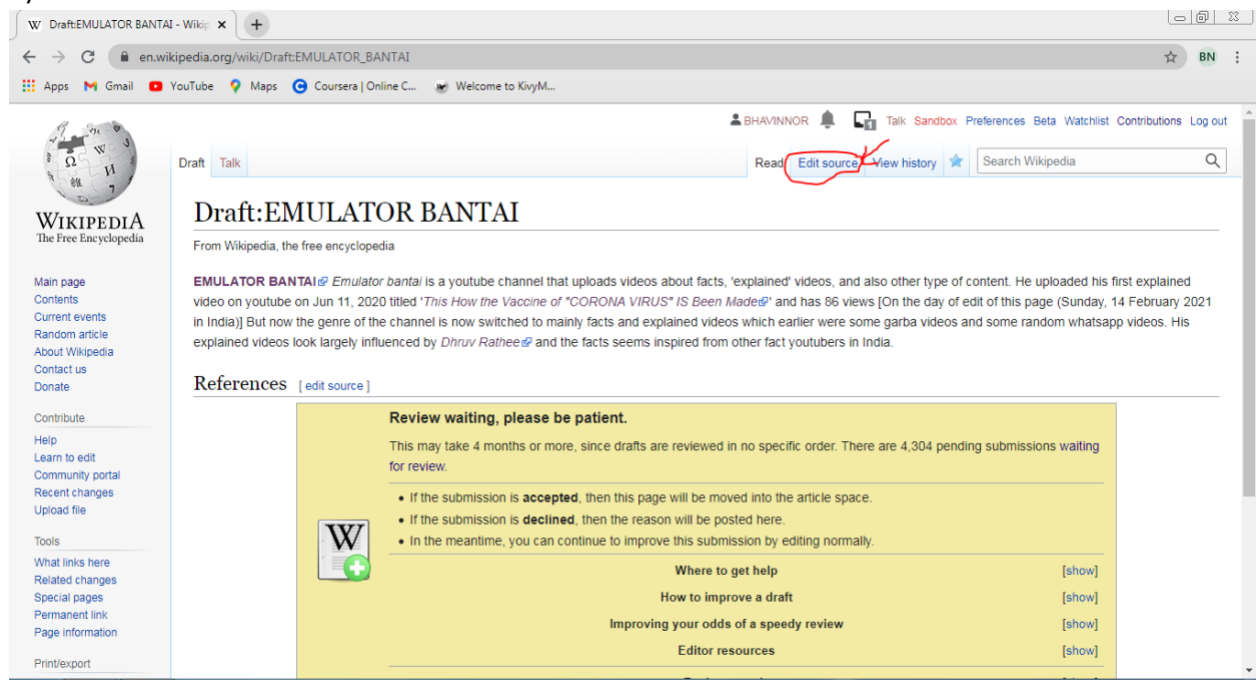 Draft:EMULATOR BANTAI - Wikip
en.wikipedia.org/wiki/Draft:EMULATOR_BANTAI
BN
Apps Gmail YouTube Maps Coursera | Online C... Welcome to KivyM...
BHAVINNOR 1 Talk Sandbox Preferences Beta Watchlist Contributions Log out
Draft Talk Read Edit source View history Search Wikipedia
WIKIPEDIA
The Free Encyclopedia
Main page
Contents
Current events
Random article
About Wikipedia
Contact us
Donate
Contribute
Help
Learn to edit
Community portal
Recent changes
Upload file
Tools
What links here
Related changes
Special pages
Permanent link
Page information
Print/export
Draft:EMULATOR BANTAI
From Wikipedia, the free encyclopedia
EMULATOR BANTAI Emulator bantai is a youtube channel that uploads videos about facts, 'explained' videos, and also other type of content. He uploaded his first explained
video on youtube on Jun 11, 2020 titled 'This How the Vaccine of "CORONA VIRUS" IS Been Made' and has 86 views [On the day of edit of this page (Sunday, 14 February 2021
in India)] But now the genre of the channel is now switched to mainly facts and explained videos which earlier were some garba videos and some random whatsapp videos. His
explained videos look largely influenced by Dhruv Rathee and the facts seems inspired from other fact youtubers in India.
References [ edit source ]
Review waiting, please be patient.
This may take 4 months or more, since drafts are reviewed in no specific order. There are 4,304 pending submissions waiting
for review.
• If the submission is accepted, then this page will be moved into the article space.
• If the submission is declined, then the reason will be posted here.
• In the meantime, you can continue to improve this submission by editing normally.
Where to get help [show]
How to improve a draft [show]
Improving your odds of a speedy review [show]
Editor resources [show]